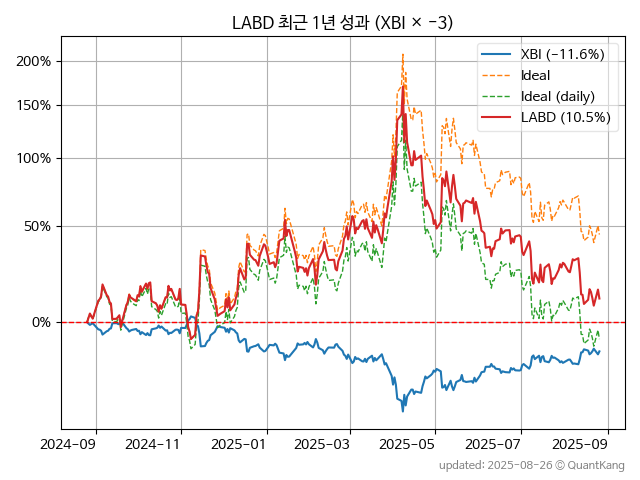 LABD 최근 1년 성과 (XBI × −3)
XBI (−11.6%)
Ideal
Ideal (daily)
LABD (10.5%)
200%
150%
100%
50%
0%
2024-09 2024-11 2025-01 2025-03 2025-05 2025-07 2025-09
updated: 2025-08-26 © QuantKang